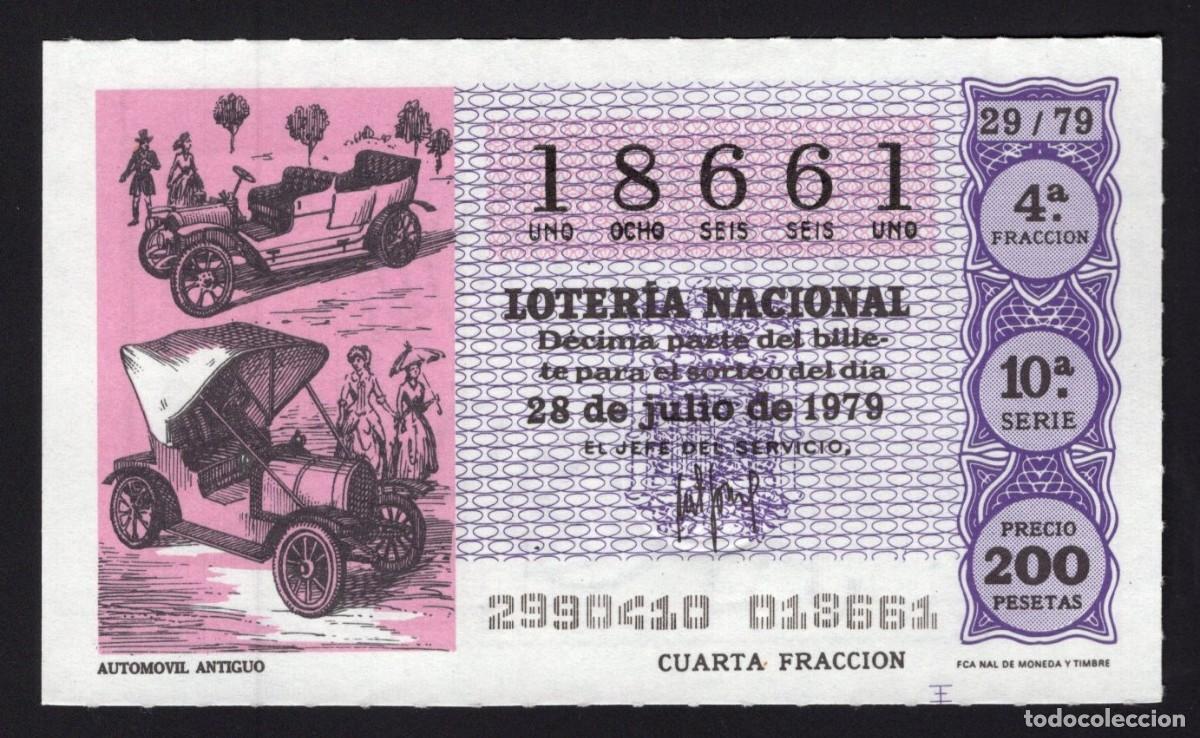 29 / 79
18661
UNO OCHO SEIS SEIS UNO
4ª.
FRACCION
LOTERÍA NACIONAL
Décima parte del bille-
te para el sorteo del día
28 de julio de 1979
EL JEFE DEL SERVICIO,
10ª.
SERIE
PRECIO
200
PESETAS
2990410 018661
AUTOMOVIL ANTIGUO
CUARTA FRACCION
FCA NAL DE MONEDA Y TIMBRE
todocoleccion